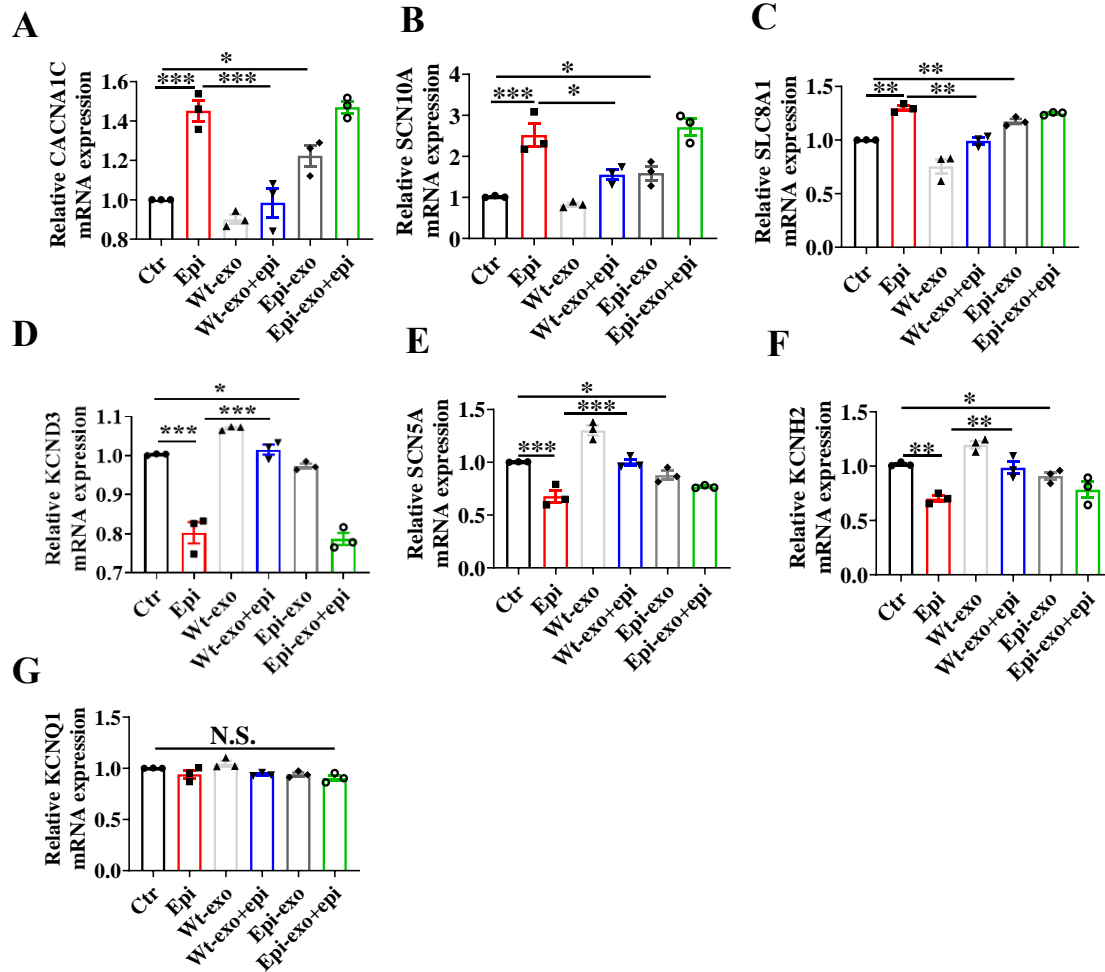 A
Relative CACNA1C
mRNA expression
1.6
1.4
1.2
1.0
0.8
*
***
***
Ctr
Epi
Wt-exo
Wt-exo+epi
Epi-exo
Epi-exo+epi
B
Relative SCN10A
mRNA expression
4
3
2
1
0
*
***
*
Ctr
Epi
Wt-exo
Wt-exo+epi
Epi-exo
Epi-exo+epi
C
Relative SLC8A1
mRNA expression
1.5
1.0
0.5
0.0
**
**
**
Ctr
Epi
Wt-exo
Wt-exo+epi
Epi-exo
Epi-exo+epi
D
Relative KCND3
mRNA expression
1.1
1.0
0.9
0.8
0.7
*
***
***
Ctr
Epi
Wt-exo
Wt-exo+epi
Epi-exo
Epi-exo+epi
E
Relative SCN5A
mRNA expression
1.5
1.0
0.5
0.0
*
***
***
Ctr
Epi
Wt-exo
Wt-exo+epi
Epi-exo
Epi-exo+epi
F
Relative KCNH2
mRNA expression
1.5
1.0
0.5
0.0
*
**
**
Ctr
Epi
Wt-exo
Wt-exo+epi
Epi-exo
Epi-exo+epi
G
Relative KCNQ1
mRNA expression
1.5
1.0
0.5
0.0
N.S.
Ctr
Epi
Wt-exo
Wt-exo+epi
Epi-exo
Epi-exo+epi